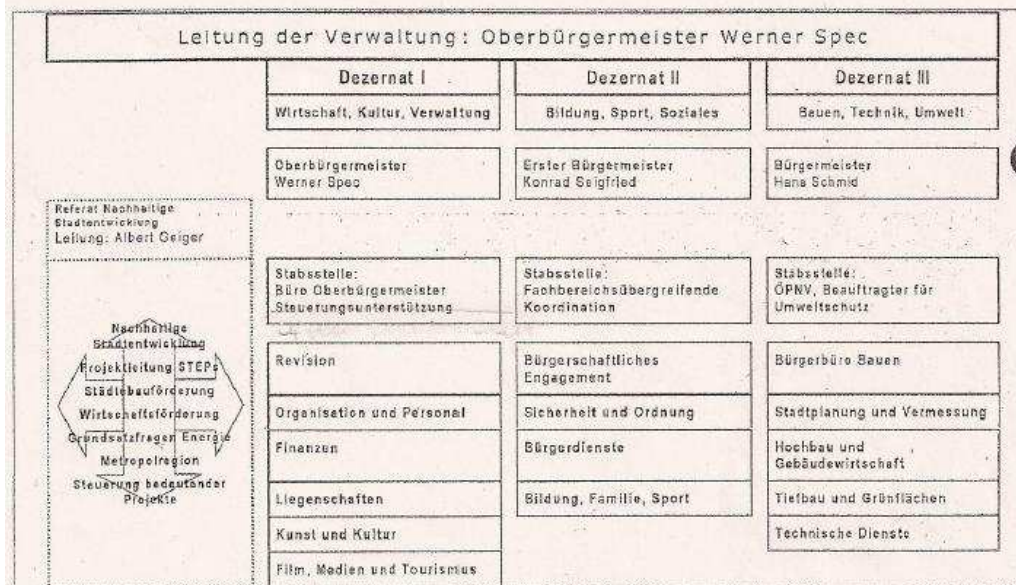 Leitung der Verwaltung: Oberbürgermeister Werner Spec
Dezernat I
Wirtschaft, Kultur, Verwaltung
Oberbürgermeister
Werner Spec
Stabsstelle:
Büro Oberbürgermeister
Steuerungsunterstützung
Revision
Organisation und Personal
Finanzen
Liegenschaften
Kunst und Kultur
Film, Medien und Tourismus
Dezernat II
Bildung, Sport, Soziales
Erster Bürgermeister
Konrad Seigfried
Stabsstelle:
Fachbereichsübergreifende
Koordination
Bürgerschaftliches
Engagement
Sicherheit und Ordnung
Bürgerdienste
Bildung, Familie, Sport
Dezernat III
Bauen, Technik, Umwelt
Bürgermeister
Hans Schmid
Stabsstelle:
ÖPNV, Beauftragter für
Umweltschutz
Bürgerbüro Bauen
Stadtplanung und Vermessung
Hochbau und
Gebäudewirtschaft
Tiefbau und Grünflächen
Technische Dienste
Referat Nachhaltige
Stadtentwicklung
Leitung: Albert Geiger
Nachhaltige
Stadtentwicklung
Projektleitung STEPs
Städtebauförderung
Wirtschaftsförderung
Grundsatzfragen Energie
Metropolregion
Steuerung bedeutender
Projekte